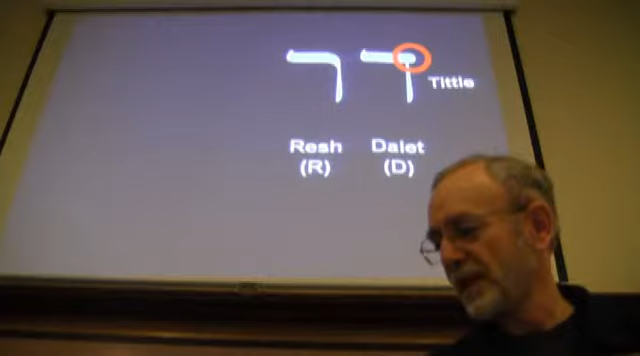 ר ד
Tittle
Resh Dalet
(R) (D)